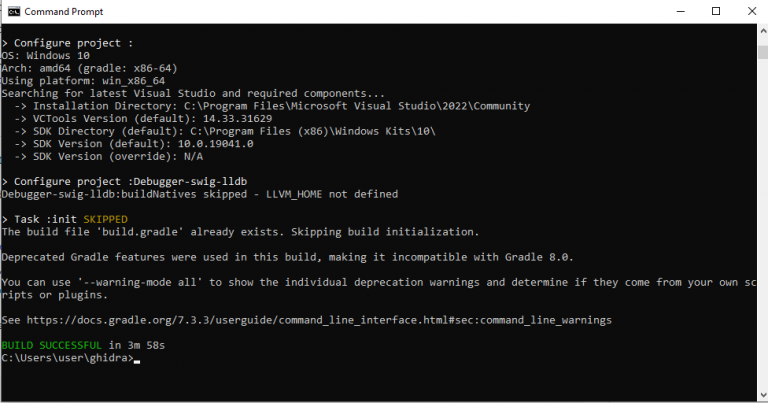 Command Prompt
> Configure project :
OS: Windows 10
Arch: amd64 (gradle: x86-64)
Using platform: win_x86_64
Searching for latest Visual Studio and required components...
-> Installation Directory: C:\Program Files\Microsoft Visual Studio\2022\Community
-> VCTools Version (default): 14.33.31629
-> SDK Directory (default): C:\Program Files (x86)\Windows Kits\10\
-> SDK Version (default): 10.0.19041.0
-> SDK Version (override): N/A
> Configure project :Debugger-swig-lldb
Debugger-swig-lldb:buildNatives skipped - LLVM_HOME not defined
> Task :init SKIPPED
The build file 'build.gradle' already exists. Skipping build initialization.
Deprecated Gradle features were used in this build, making it incompatible with Gradle 8.0.
You can use '--warning-mode all' to show the individual deprecation warnings and determine if they come from your own sc
ripts or plugins.
See https://docs.gradle.org/7.3.3/userguide/command_line_interface.html#sec:command_line_warnings
BUILD SUCCESSFUL in 3m 58s
C:\Users\user\ghidra>